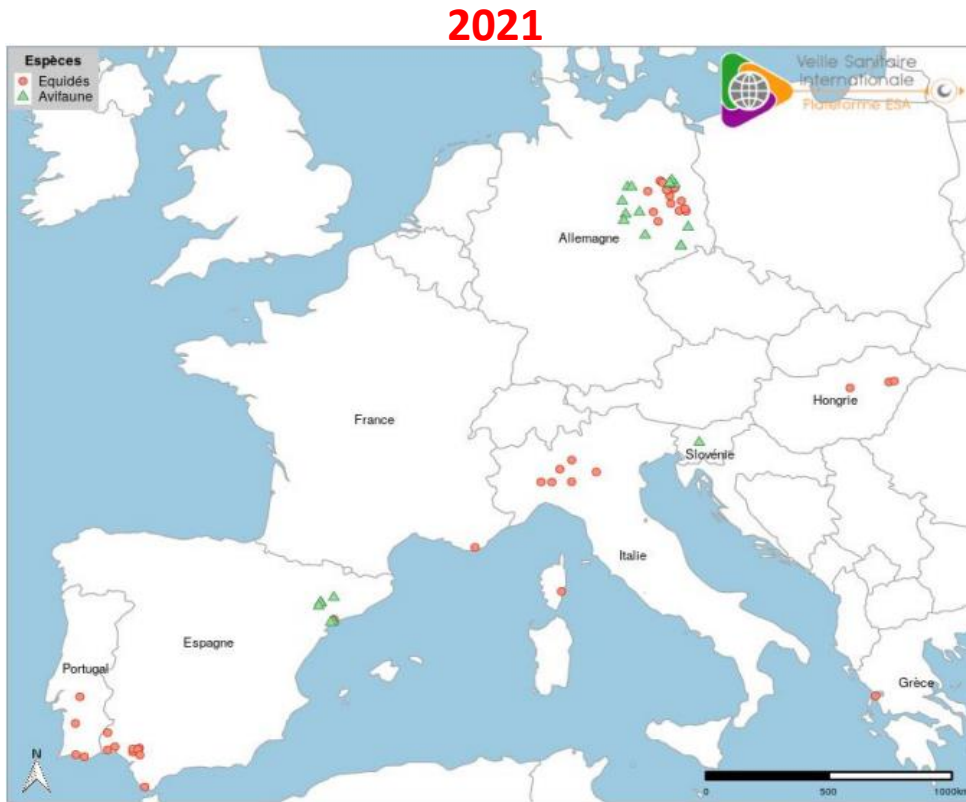 2021
Espèces
Equidés
Avifaune
Veille Sanitaire
Internationale
Plateforme ESA
Allemagne
Hongrie
France
Slovénie
Italie
Espagne
Portugal
Grèce
N
0 500 1000km